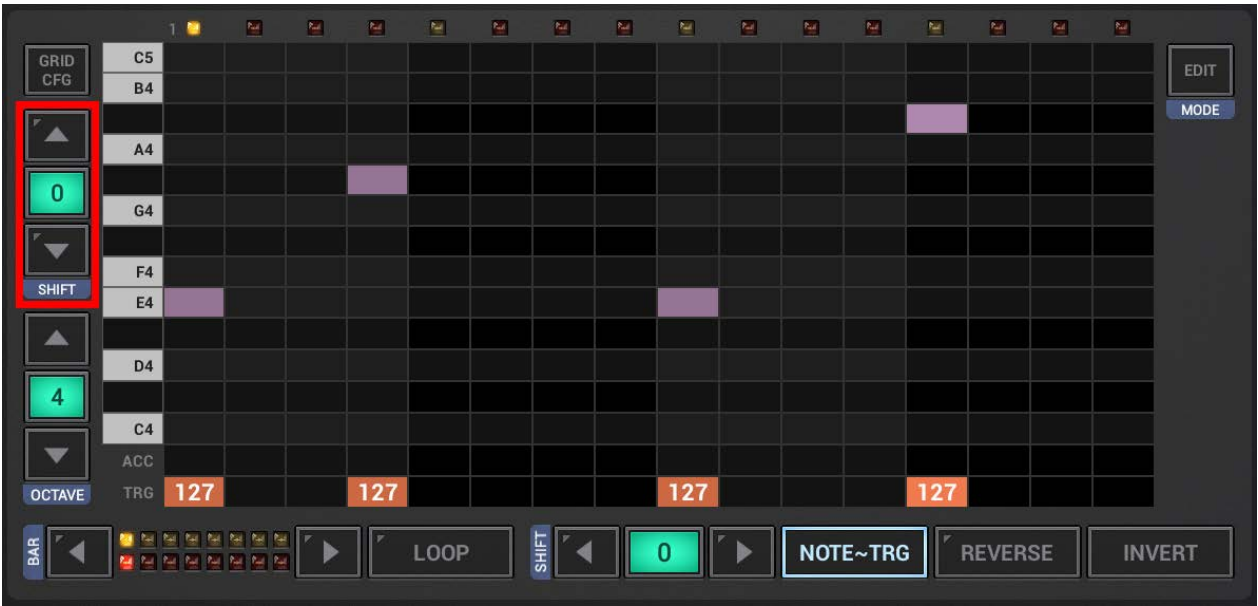 1
GRID
CFG
C5
EDIT
B4
MODE
A4
0
G4
F4
SHIFT
E4
D4
4
C4
ACC
OCTAVE
TRG 127 127 127 127
BAR
LOOP
SHIFT
0
NOTE~TRG
REVERSE
INVERT